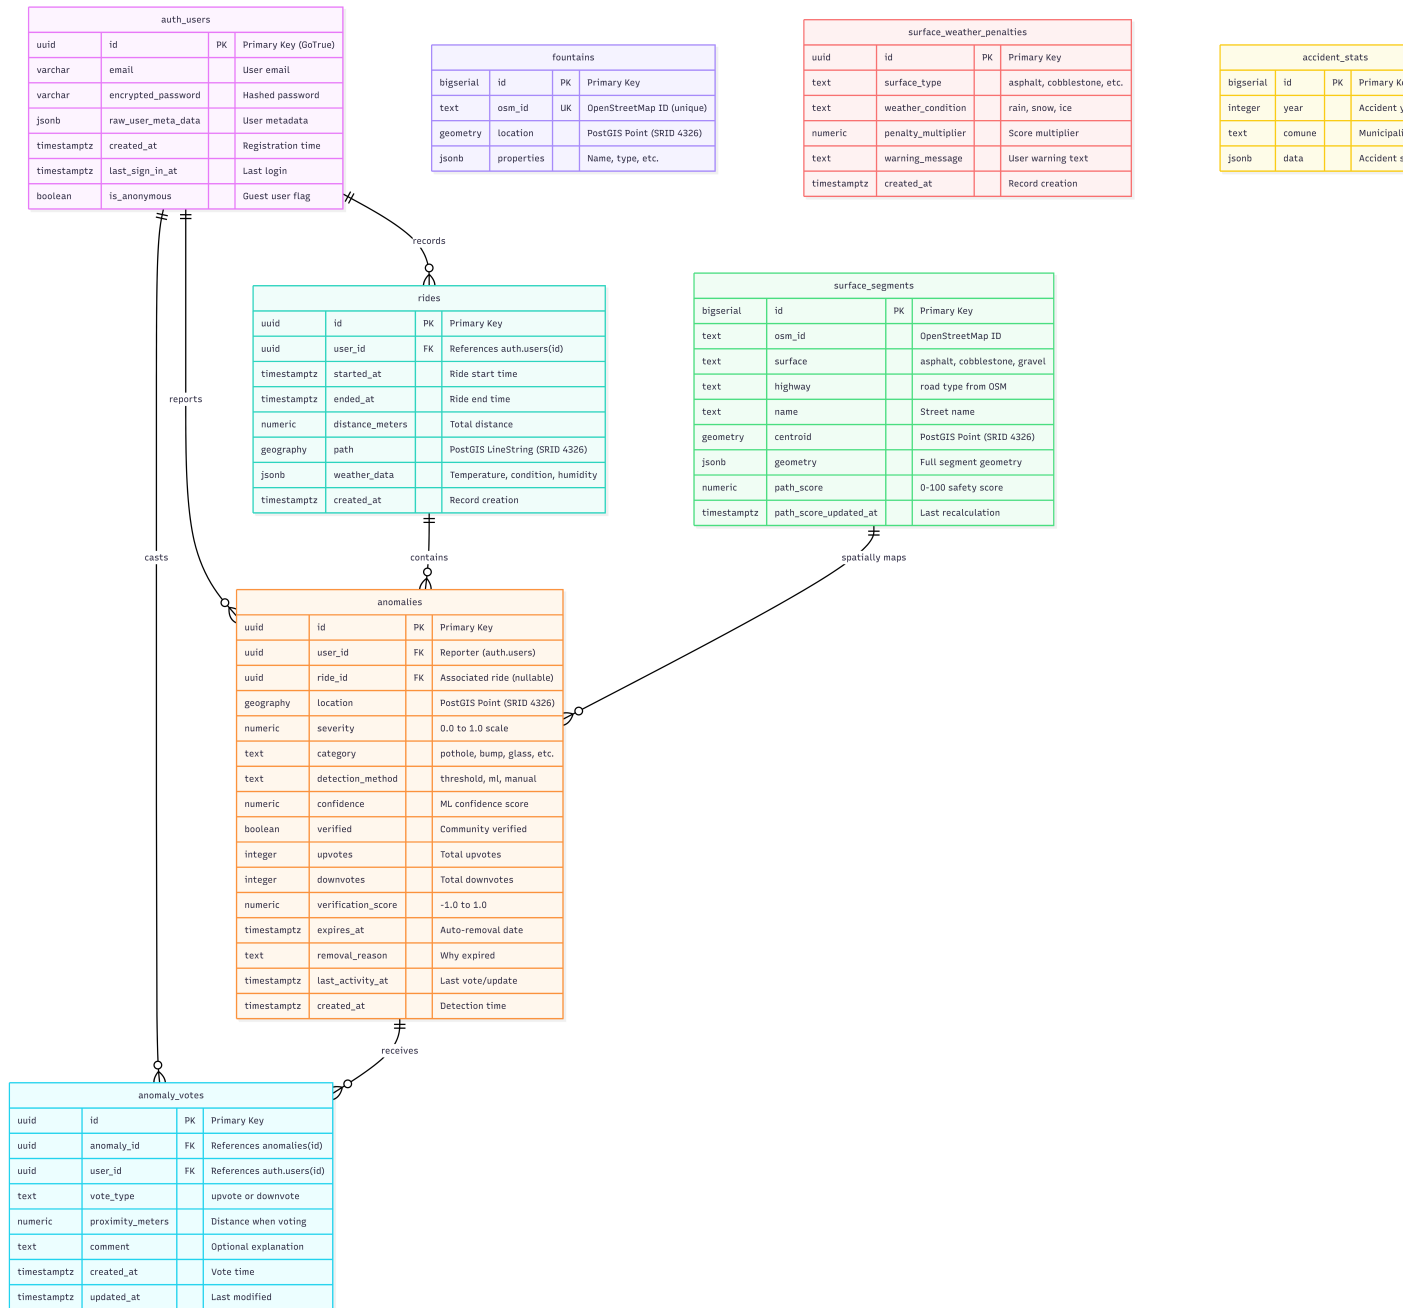 auth_users
uuid id PK Primary Key (GoTrue)
varchar email User email
varchar encrypted_password Hashed password
jsonb raw_user_meta_data User metadata
timestamptz created_at Registration time
timestamptz last_sign_in_at Last login
boolean is_anonymous Guest user flag
fountains
bigserial id PK Primary Key
text osm_id UK OpenStreetMap ID (unique)
geometry location PostGIS Point (SRID 4326)
jsonb properties Name, type, etc.
surface_weather_penalties
uuid id PK Primary Key
text surface_type asphalt, cobblestone, etc.
text weather_condition rain, snow, ice
numeric penalty_multiplier Score multiplier
text warning_message User warning text
timestamptz created_at Record creation
accident_stats
bigserial id PK Primary
integer year Accident
text comune
jsonb data Accident
records
rides
uuid id PK Primary Key
uuid user_id FK References auth.users(id)
timestamptz started_at Ride start time
timestamptz ended_at Ride end time
numeric distance_meters Total distance
geography path PostGIS LineString (SRID 4326)
jsonb weather_data Temperature, condition, humidity
timestamptz created_at Record creation
surface_segments
bigserial id PK Primary Key
text osm_id OpenStreetMap ID
text surface asphalt, cobblestone, gravel
text highway road type from OSM
text name Street name
geometry centroid PostGIS Point (SRID 4326)
jsonb geometry Full segment geometry
numeric path_score 0-100 safety score
timestamptz path_score_updated_at Last recalculation
reports
casts
contains
spatially maps
anomalies
uuid id PK Primary Key
uuid user_id FK Reporter (auth.users)
uuid ride_id FK Associated ride (nullable)
geography location PostGIS Point (SRID 4326)
numeric severity 0.0 to 1.0 scale
text category pothole, bump, glass, etc.
text detection_method threshold, ml, manual
numeric confidence ML confidence score
boolean verified Community verified
integer upvotes Total upvotes
integer downvotes Total downvotes
numeric verification_score -1.0 to 1.0
timestamptz expires_at Auto-removal date
text removal_reason Why expired
timestamptz last_activity_at Last vote/update
timestamptz created_at Detection time
receives
anomaly_votes
uuid id PK Primary Key
uuid anomaly_id FK References anomalies(id)
uuid user_id FK References auth.users(id)
text vote_type upvote or downvote
numeric proximity_meters Distance when voting
text comment Optional explanation
timestamptz created_at Vote time
timestamptz updated_at Last modified